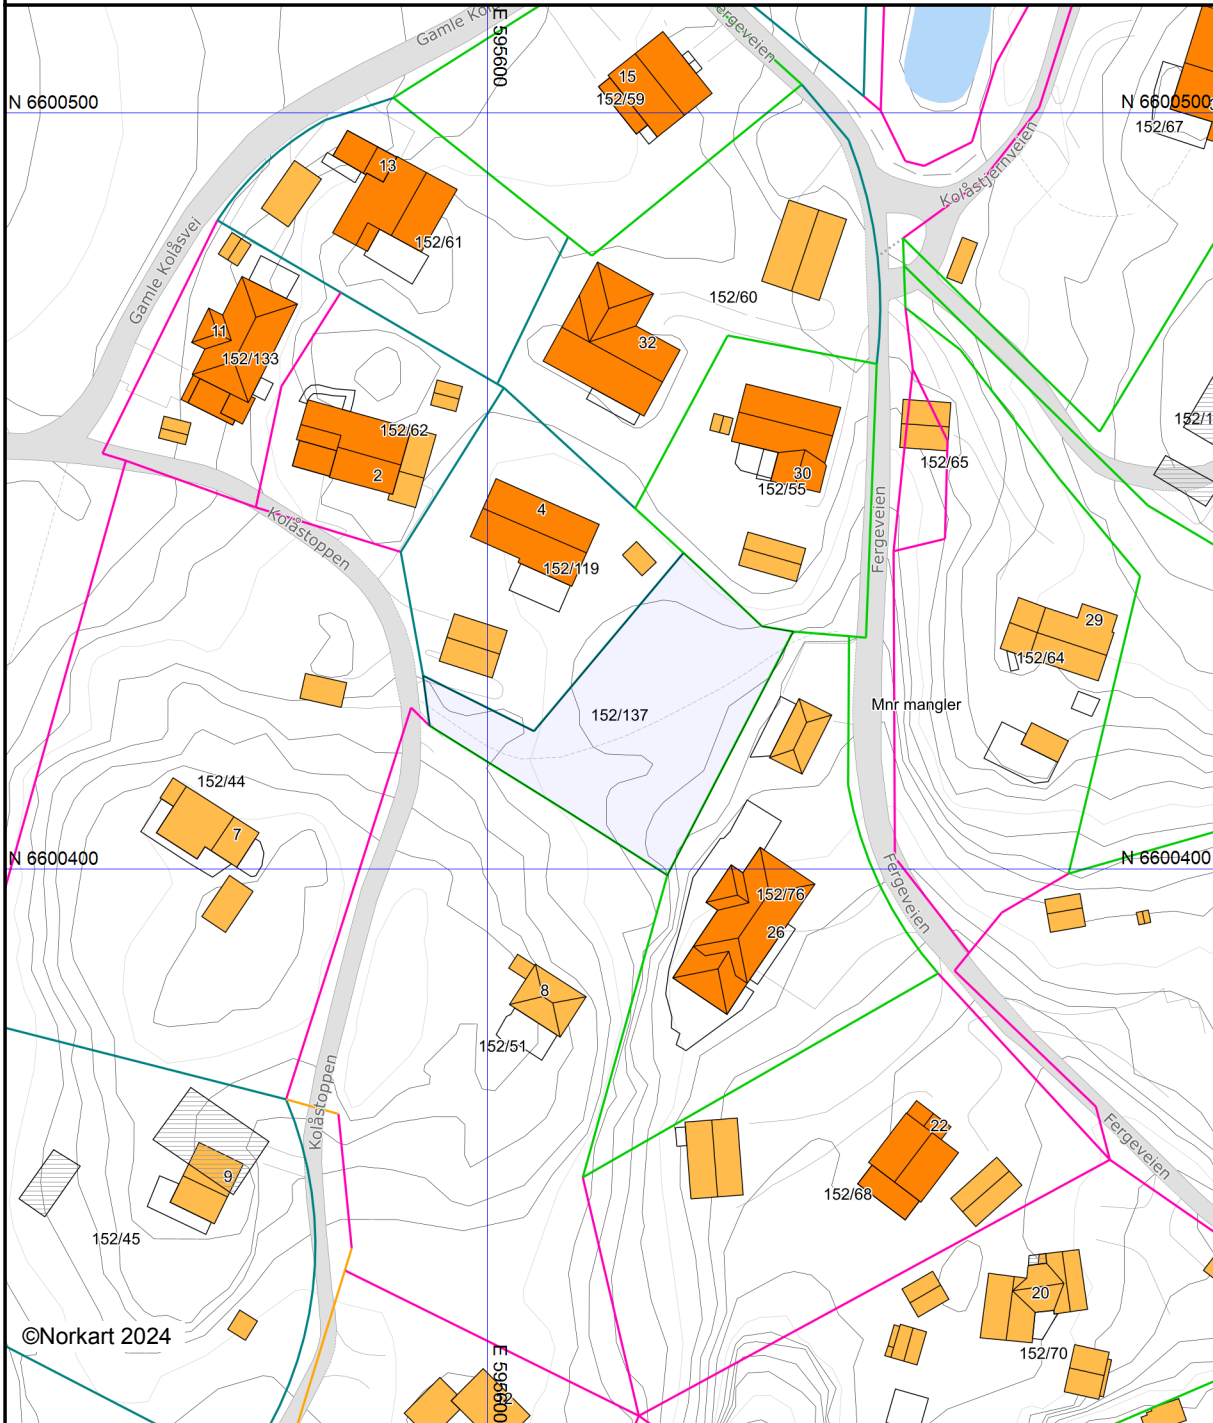 Gamle Ko
E 595600
Fergeveien
N 6600500
N 6600500
15
152/59
152/67
13
152/61
Kolåstjernveien
Gamle Kolåsvei
152/60
11
152/133
32
152/62
2
152/1
30
152/55
152/65
4
152/119
Kolåstoppen
Fergeveien
29
152/64
152/137
Mnr mangler
152/44
7
N 6600400
N 6600400
152/76
26
Fergeveien
8
152/51
Kolåstoppen
22
Fergeveien
9
152/68
152/45
20
152/70
©Norkart 2024
E 595600